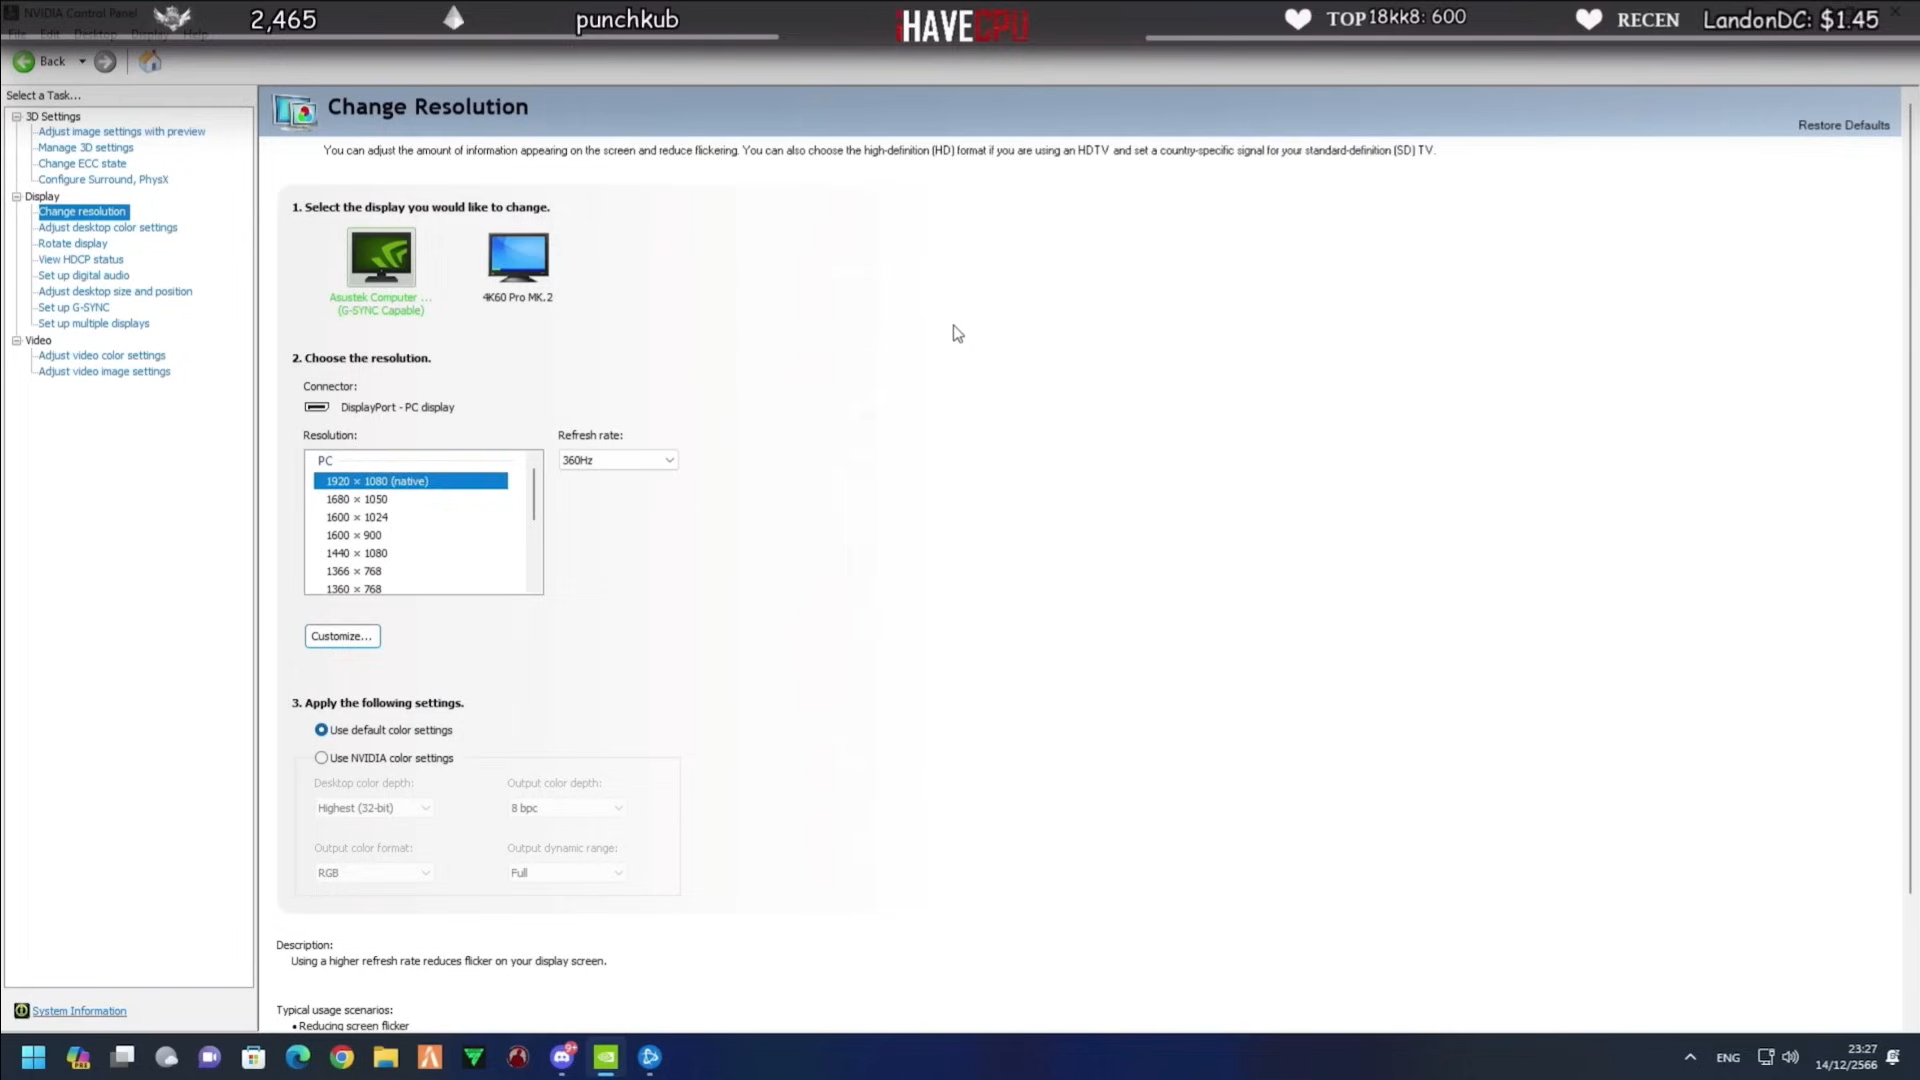 NVIDIA Control Panel
2,465
punchkub
iHAVECPU
TOP
18kk8: 600
RECEN
LandonDC: $1.45
File Edit Desktop Display Help
Back
Select a Task...
3D Settings
Adjust image settings with preview
Manage 3D settings
Change ECC state
Configure Surround, PhysX
Display
Change resolution
Adjust desktop color settings
Rotate display
View HDCP status
Set up digital audio
Adjust desktop size and position
Set up G-SYNC
Set up multiple displays
Video
Adjust video color settings
Adjust video image settings
System Information
Change Resolution
Restore Defaults
You can adjust the amount of information appearing on the screen and reduce flickering. You can also choose the high-definition (HD) format if you are using an HDTV and set a country-specific signal for your standard-definition (SD) TV.
1. Select the display you would like to change.
Asustek Computer ...
(G-SYNC Capable)
4K60 Pro MK.2
2. Choose the resolution.
Connector:
DisplayPort - PC display
Resolution:
Refresh rate:
PC
360Hz
1920 × 1080 (native)
1680 × 1050
1600 × 1024
1600 × 900
1440 × 1080
1366 × 768
1360 × 768
Customize...
3. Apply the following settings.
Use default color settings
Use NVIDIA color settings
Desktop color depth:
Output color depth:
Highest (32-bit)
8 bpc
Output color format:
Output dynamic range:
RGB
Full
Description:
Using a higher refresh rate reduces flicker on your display screen.
Typical usage scenarios:
• Reducing screen flicker
PRE
9+
ENG
23:27
14/12/2566